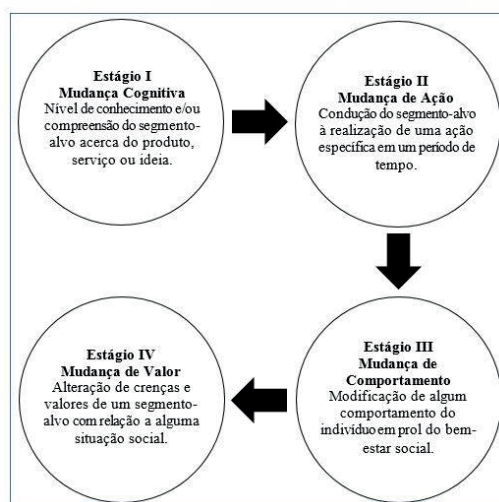 Estágio I
Mudança Cognitiva
Nível de conhecimento e/ou
compreensão do segmento-
alvo acerca do produto,
serviço ou ideia.
Estágio II
Mudança de Ação
Condução do segmento-alvo
à realização de uma ação
específica em um período de
tempo.
Estágio III
Mudança de
Comportamento
Modificação de algum
comportamento do
indivíduo em prol do bem-
estar social.
Estágio IV
Mudança de Valor
Alteração de crenças e
valores de um segmento-
alvo com relação a alguma
situação social.